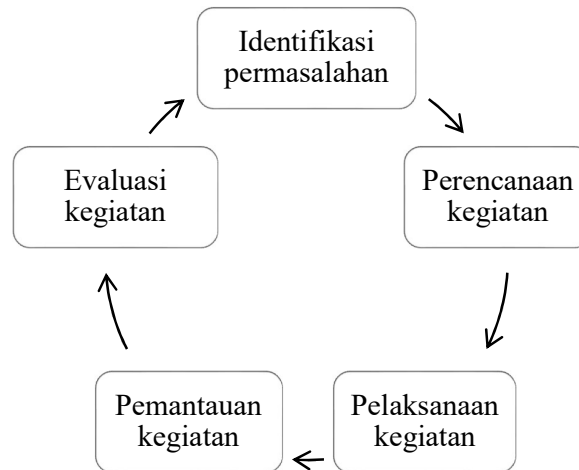 Identifikasi
permasalahan
Perencanaan
kegiatan
Pelaksanaan
kegiatan
Pemantauan
kegiatan
Evaluasi
kegiatan